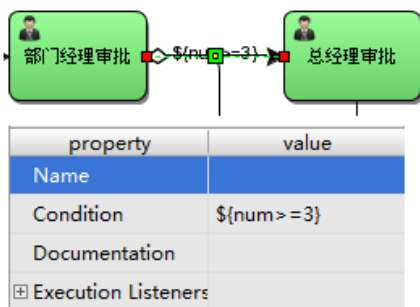 部门经理审批
${num>=3}
总经理审批
property value
Name
Condition ${num>=3}
Documentation
Execution Listeners